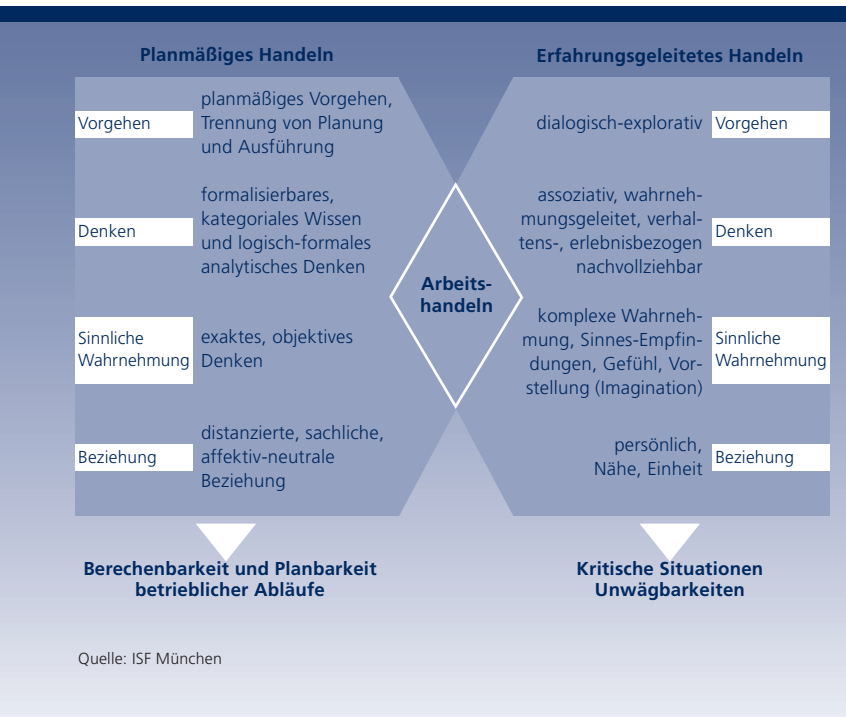 Planmäßiges Handeln
Vorgehen
planmäßiges Vorgehen,
Trennung von Planung
und Ausführung
Denken
formalisierbares,
kategoriales Wissen
und logisch-formales
analytisches Denken
Sinnliche
Wahrnehmung
exaktes, objektives
Denken
Beziehung
distanzierte, sachliche,
affektiv-neutrale
Beziehung
Berechenbarkeit und Planbarkeit
betrieblicher Abläufe
Arbeits-
handeln
Erfahrungsgeleitetes Handeln
dialogisch-explorativ
Vorgehen
assoziativ, wahrneh-
mungsgeleitet, verhal-
tens-, erlebnisbezogen
nachvollziehbar
Denken
komplexe Wahrneh-
mung, Sinnes-Empfin-
dungen, Gefühl, Vor-
stellung (Imagination)
Sinnliche
Wahrnehmung
persönlich,
Nähe, Einheit
Beziehung
Kritische Situationen
Unwägbarkeiten
Quelle: ISF München